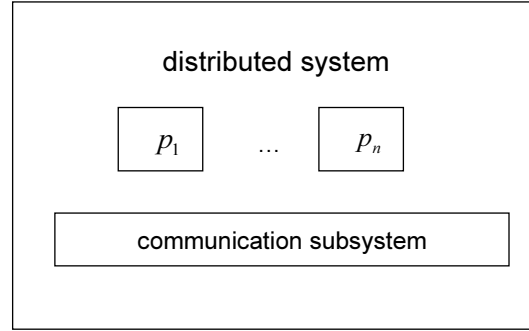 distributed system
p₁ ... pₙ
communication subsystem